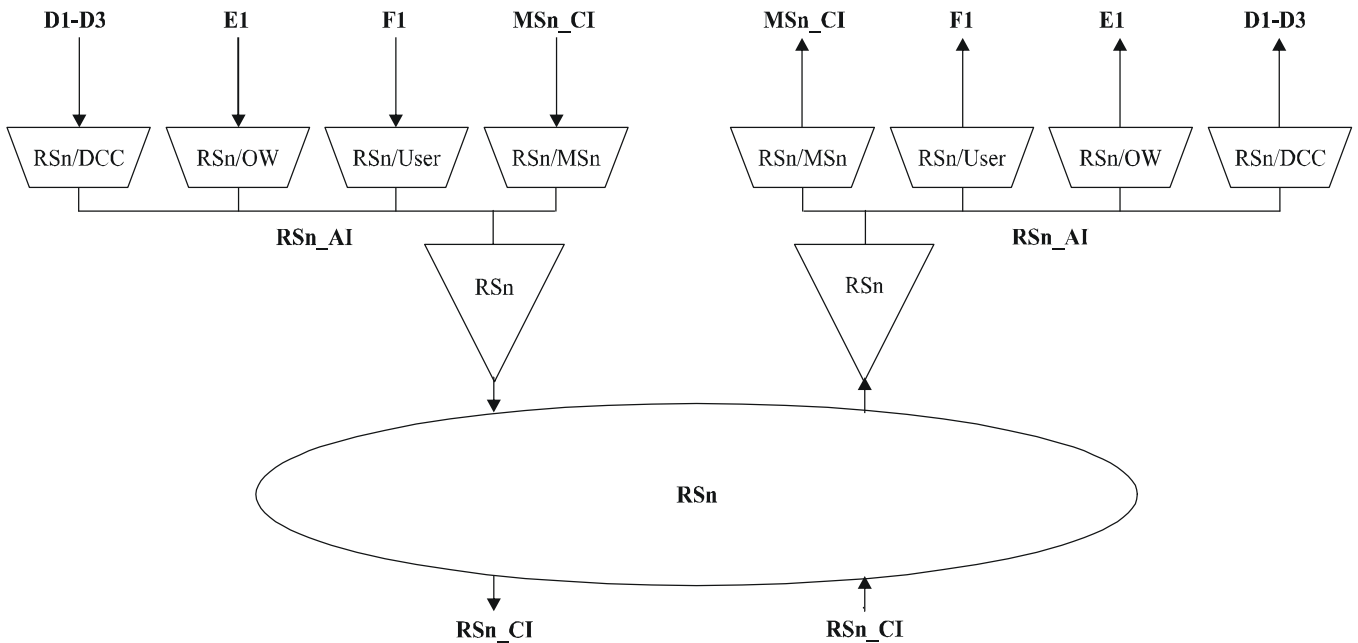 D1-D3 E1 F1 MSn_CI MSn_CI F1 E1 D1-D3
RSn/DCC RSn/OW RSn/User RSn/MSn RSn/MSn RSn/User RSn/OW RSn/DCC
RSn_AI RSn_AI
RSn RSn
RSn
RSn_CI RSn_CI